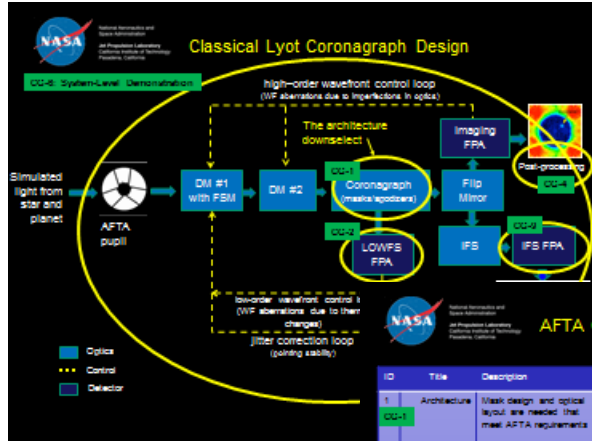 NASA
National Aeronautics and
Space Administration
Jet Propulsion Laboratory
California Institute of Technology
Pasadena, California
Classical Lyot Coronagraph Design
CG-6: System-Level Demonstration
high-order wavefront control loop
(WF aberrations due to imperfections in optics)
The architecture
downselect
Imaging
FPA
Post-processing
CG-4
CG-1
Simulated
light from
star and
planet
AFTA
pupil
DM #1
with FSM
DM #2
Coronagraph
(masks/apodizers)
Flip
Mirror
CG-2
LOWFS
FPA
IFS
IFS FPA
low-order wavefront control
(WF aberrations due to
changes)
jitter correction loop
(pointing stability)
Optics
Control
Detector
NASA
National Aeronautics and
Space Administration
Jet Propulsion Laboratory
California Institute of Technology
Pasadena, California
AFTA
ID
Title
Description
1
CG-1
Architecture
Mask design and optical
layout are needed that
meet AFTA requirements